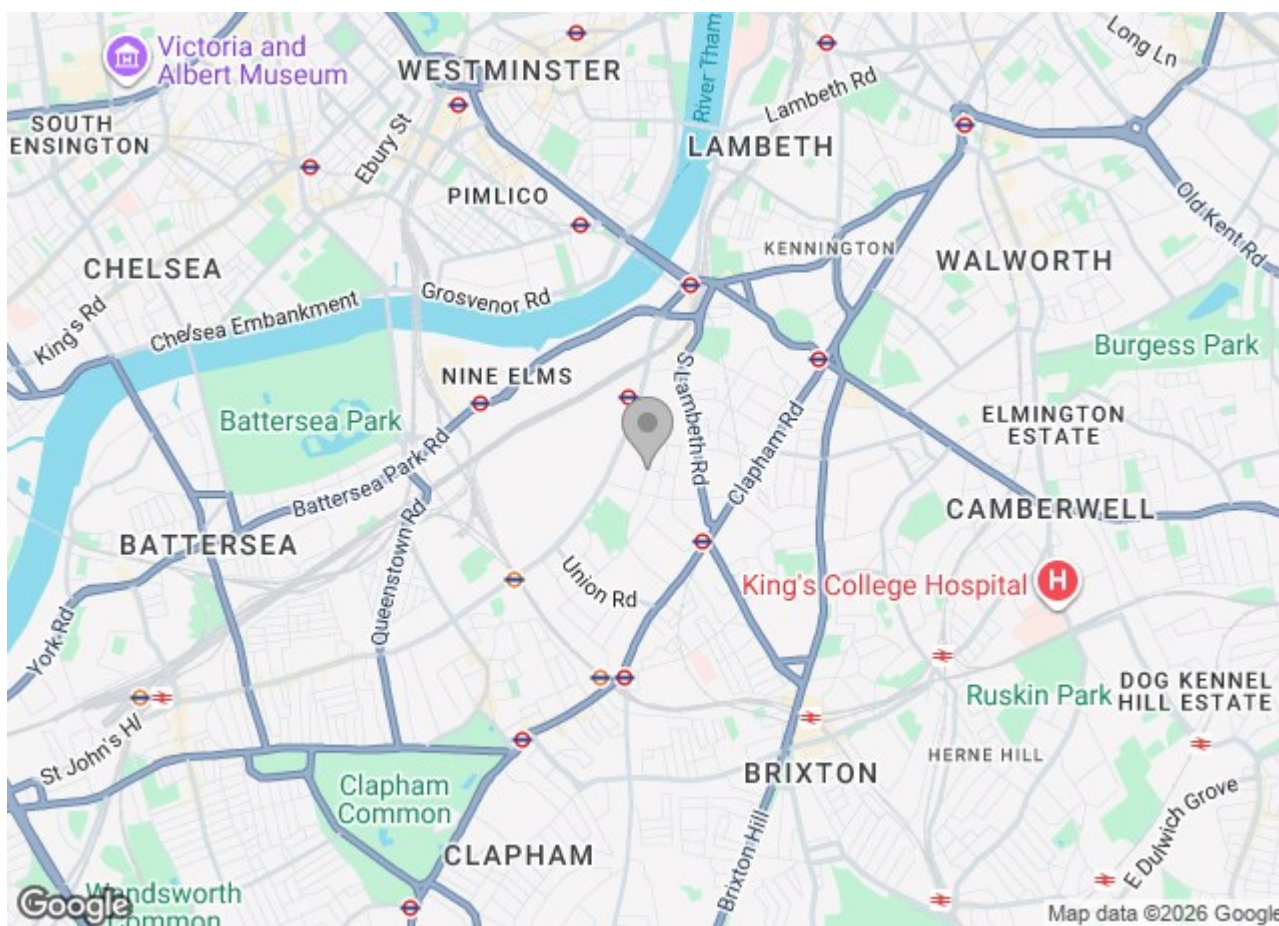 Victoria and
Albert Museum
WESTMINSTER
River Tham
Long Ln
SOUTH
ENSINGTON
Ebury St
Lambeth Rd
LAMBETH
PIMLICO
Old Kent Rd
KENNINGTON
WALWORTH
CHELSEA
Grosvenor Rd
King's Rd
Chelsea Embankment
Burgess Park
NINE ELMS
S Lambeth Rd
Clapham Rd
Battersea Park
ELMINGTON
ESTATE
Battersea Park Rd
CAMBERWELL
BATTERSEA
Queenstown Rd
Union Rd
King's College Hospital
H
York Rd
Ruskin Park
DOG KENNEL
HILL ESTATE
St John's Hl
HERNE HILL
BRIXTON
Clapham
Common
Brixton Hill
E Dulwich Grove
CLAPHAM
Wandsworth
Common
Google
Map data ©2026 Google